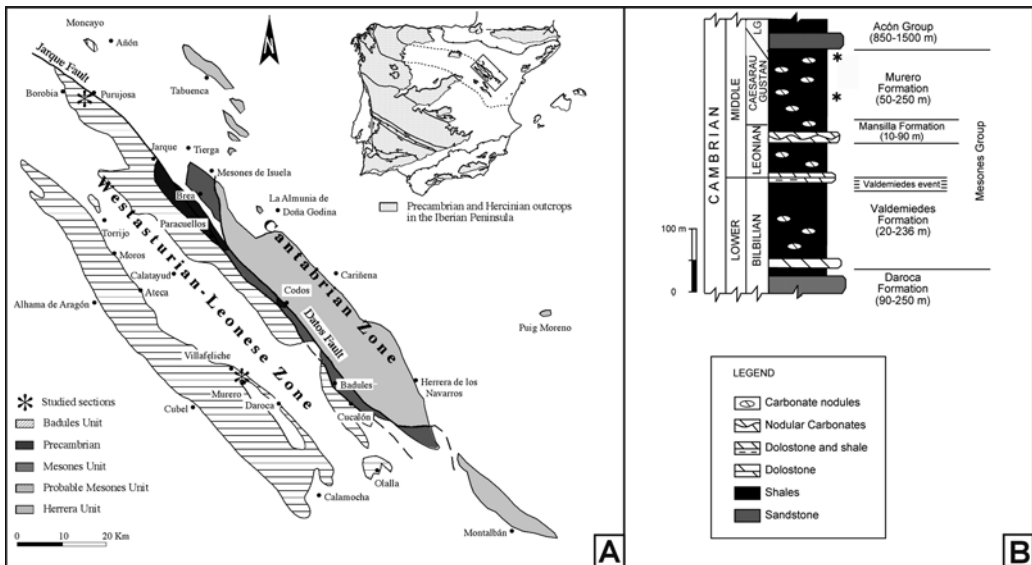 Moncayo
Añón
Jarque Fault
N
Borobia
Purujosa
Tabuenca
Jarque
Tierga
Mesones de Isuela
Brea
La Almunia de
Doña Godina
Precambrian and Hercinian outcrops
in the Iberian Peninsula
Paracuellos
Westasturian-Leonese Zone
Cantabrian Zone
Torrijo
Moros
Calatayud
Cariñena
Ateca
Alhama de Aragón
Codos
Datos Fault
Puig Moreno
Villafeliche
Murero
Daroca
Badules
Herrera de los
Navarros
Cubel
Cucalón
Olalla
Calamocha
Montalbán
Studied sections
Badules Unit
Precambrian
Mesones Unit
Probable Mesones Unit
Herrera Unit
0 10 20 Km
A
CAMBRIAN
MIDDLE
LOWER
LG
CAESARAU
GUSTAN
LEONIAN
BILBILIAN
100 m
0
Acón Group
(850-1500 m)
Murero
Formation
(50-250 m)
Mansilla Formation
(10-90 m)
Valdemiedes event
Valdemiedes
Formation
(20-236 m)
Daroca
Formation
(90-250 m)
Mesones Group
LEGEND
Carbonate nodules
Nodular Carbonates
Dolostone and shale
Dolostone
Shales
Sandstone
B